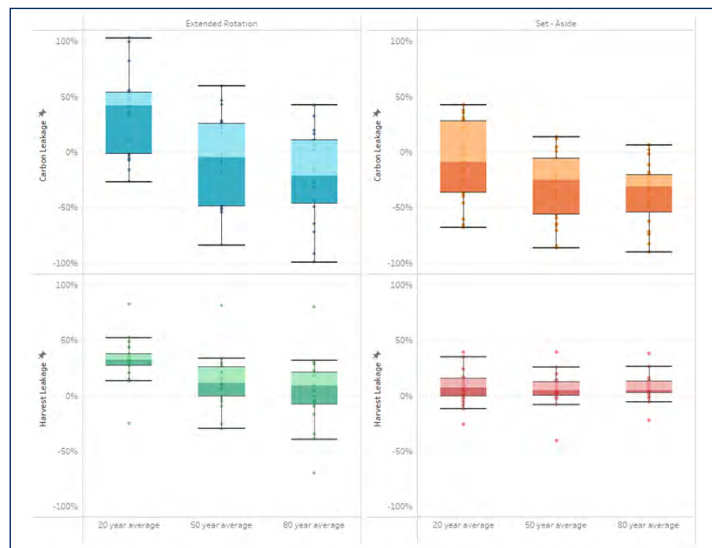 Extended Rotation
Set - Aside
100%
50%
0%
-50%
-100%
Carbon Leakage
100%
50%
0%
-50%
-100%
Carbon Leakage
100%
50%
0%
-50%
-100%
Harvest Leakage
100%
50%
0%
-50%
-100%
Harvest Leakage
20 year average
50 year average
80 year average
20 year average
50 year average
80 year average